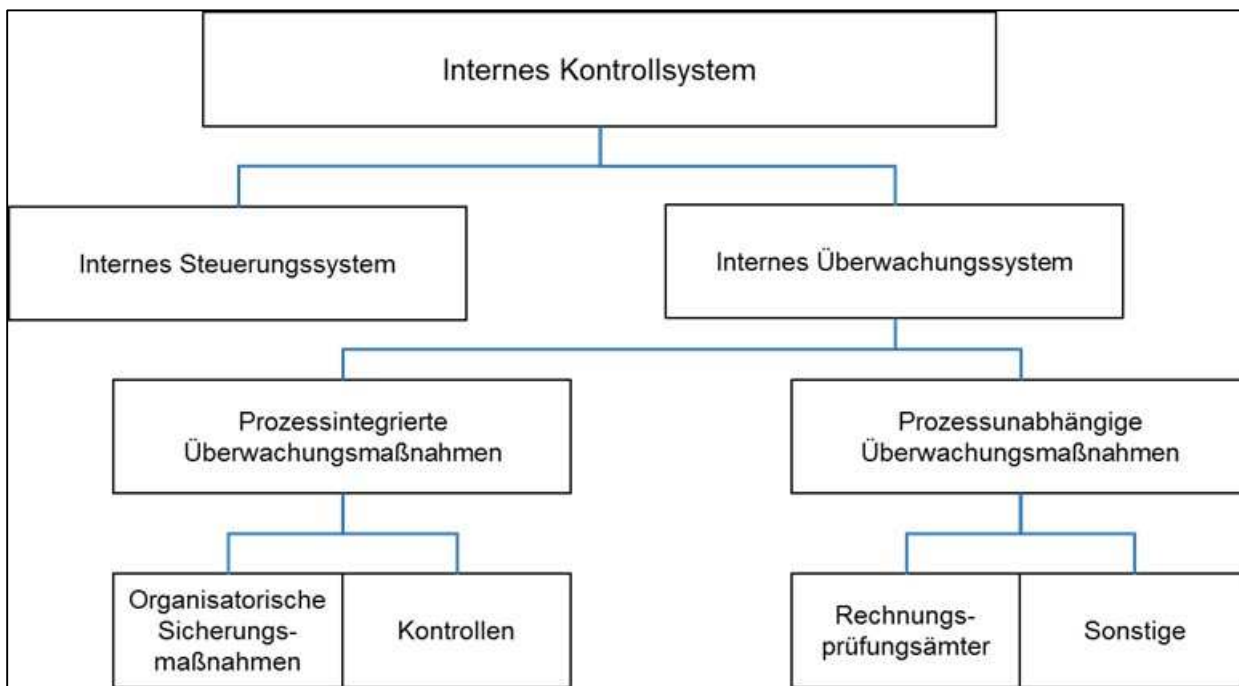 Internes Kontrollsystem
Internes Steuerungssystem
Internes Überwachungssystem
Prozessintegrierte
Überwachungsmaßnahmen
Prozessunabhängige
Überwachungsmaßnahmen
Organisatorische
Sicherungs-
maßnahmen
Kontrollen
Rechnungs-
prüfungsämter
Sonstige